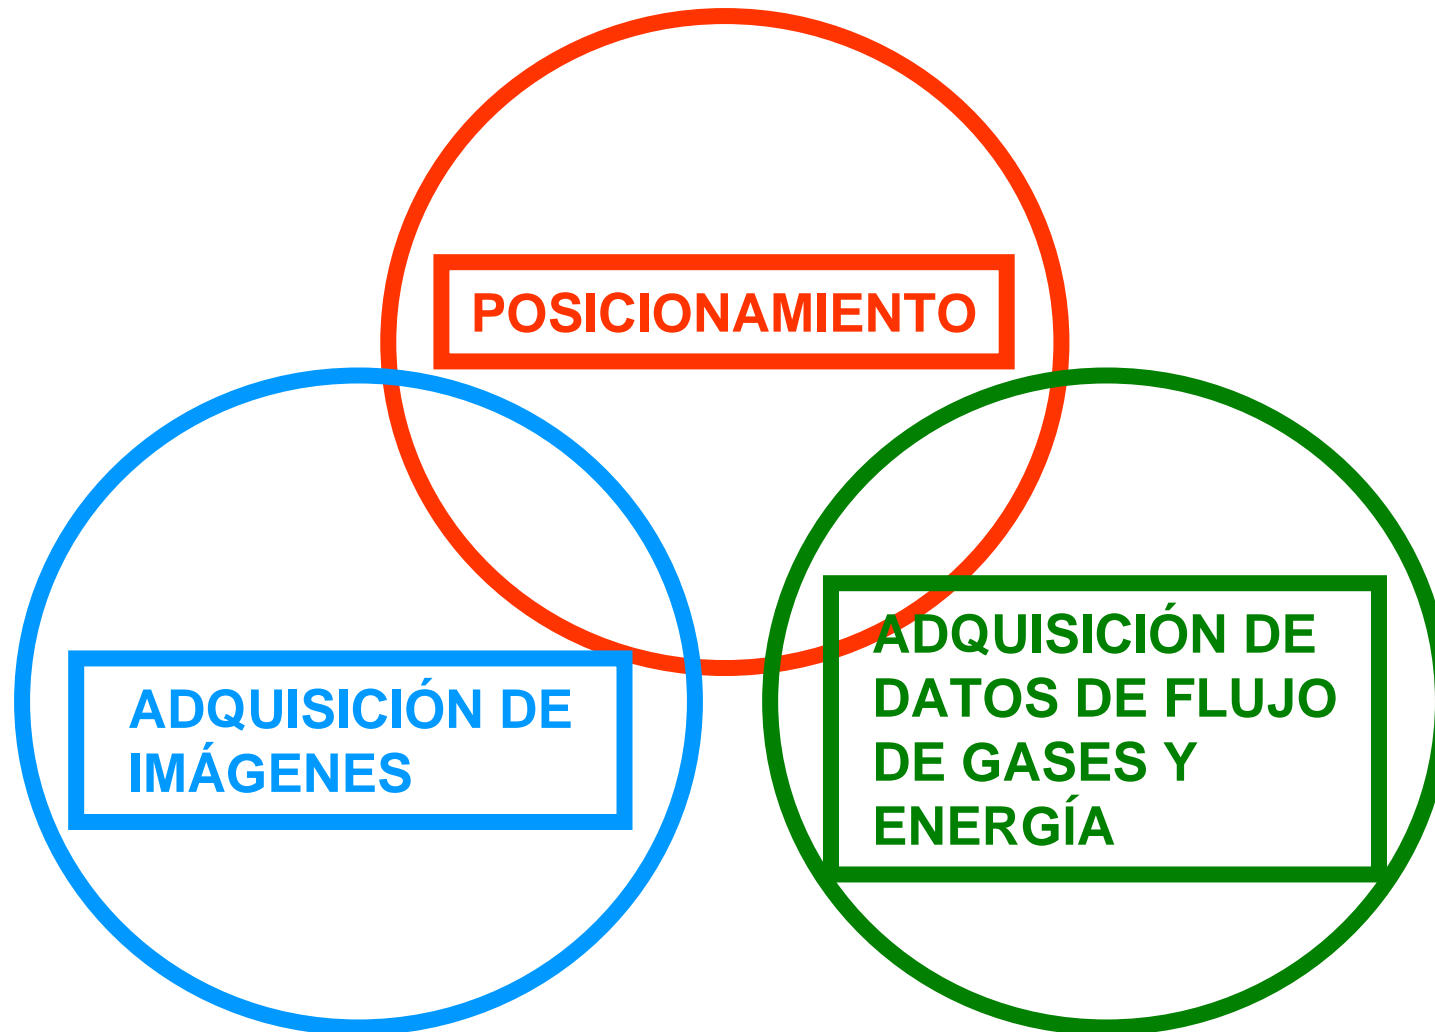 POSICIONAMIENTO
ADQUISICIÓN DE
IMÁGENES
ADQUISICIÓN DE
DATOS DE FLUJO
DE GASES Y
ENERGÍA